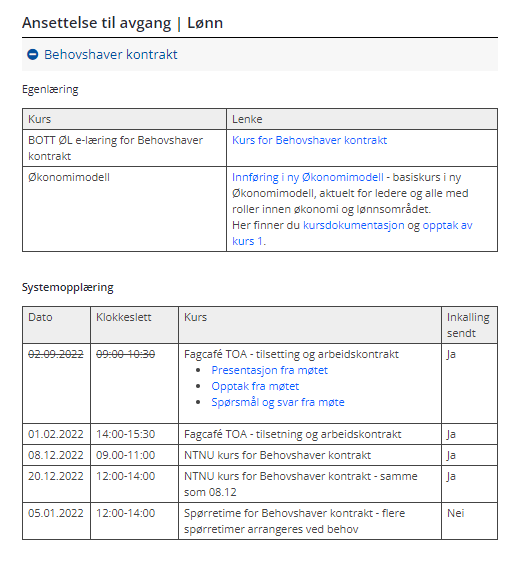 Ansettelse til avgang | Lønn
Behovshaver kontrakt
Egenlæring
Kurs Lenke
BOTT ØL e-læring for Behovshaver
kontrakt
Kurs for Behovshaver kontrakt
Økonomimodell
Innføring i ny Økonomimodell - basiskurs i ny
Økonomimodell, aktuelt for ledere og alle med
roller innen økonomi og lønnsområdet.
Her finner du kursdokumentasjon og opptak av
kurs 1.
Systemopplæring
Dato Klokkeslett Kurs Inkalling
sendt
02.09.2022 09:00-10:30 Fagcafé TOA - tilsetting og arbeidskontrakt Ja
Presentasjon fra møtet
Opptak fra møtet
Spørsmål og svar fra møte
01.02.2022 14:00-15:30 Fagcafé TOA - tilsetning og arbeidskontrakt Ja
08.12.2022 09.00-11:00 NTNU kurs for Behovshaver kontrakt Ja
20.12.2022 12:00-14:00 NTNU kurs for Behovshaver kontrakt - samme Ja
som 08.12
05.01.2022 12:00-14:00 Spørretime for Behovshaver kontrakt - flere Nei
spørretimer arrangeres ved behov